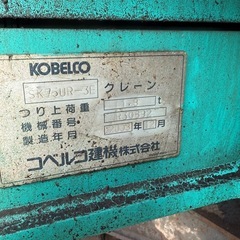 KOBELCO
SK75UR-3E クレーン
つり上荷重 t
機械番号
製造年月 年 月
コベルコ建機株式会社